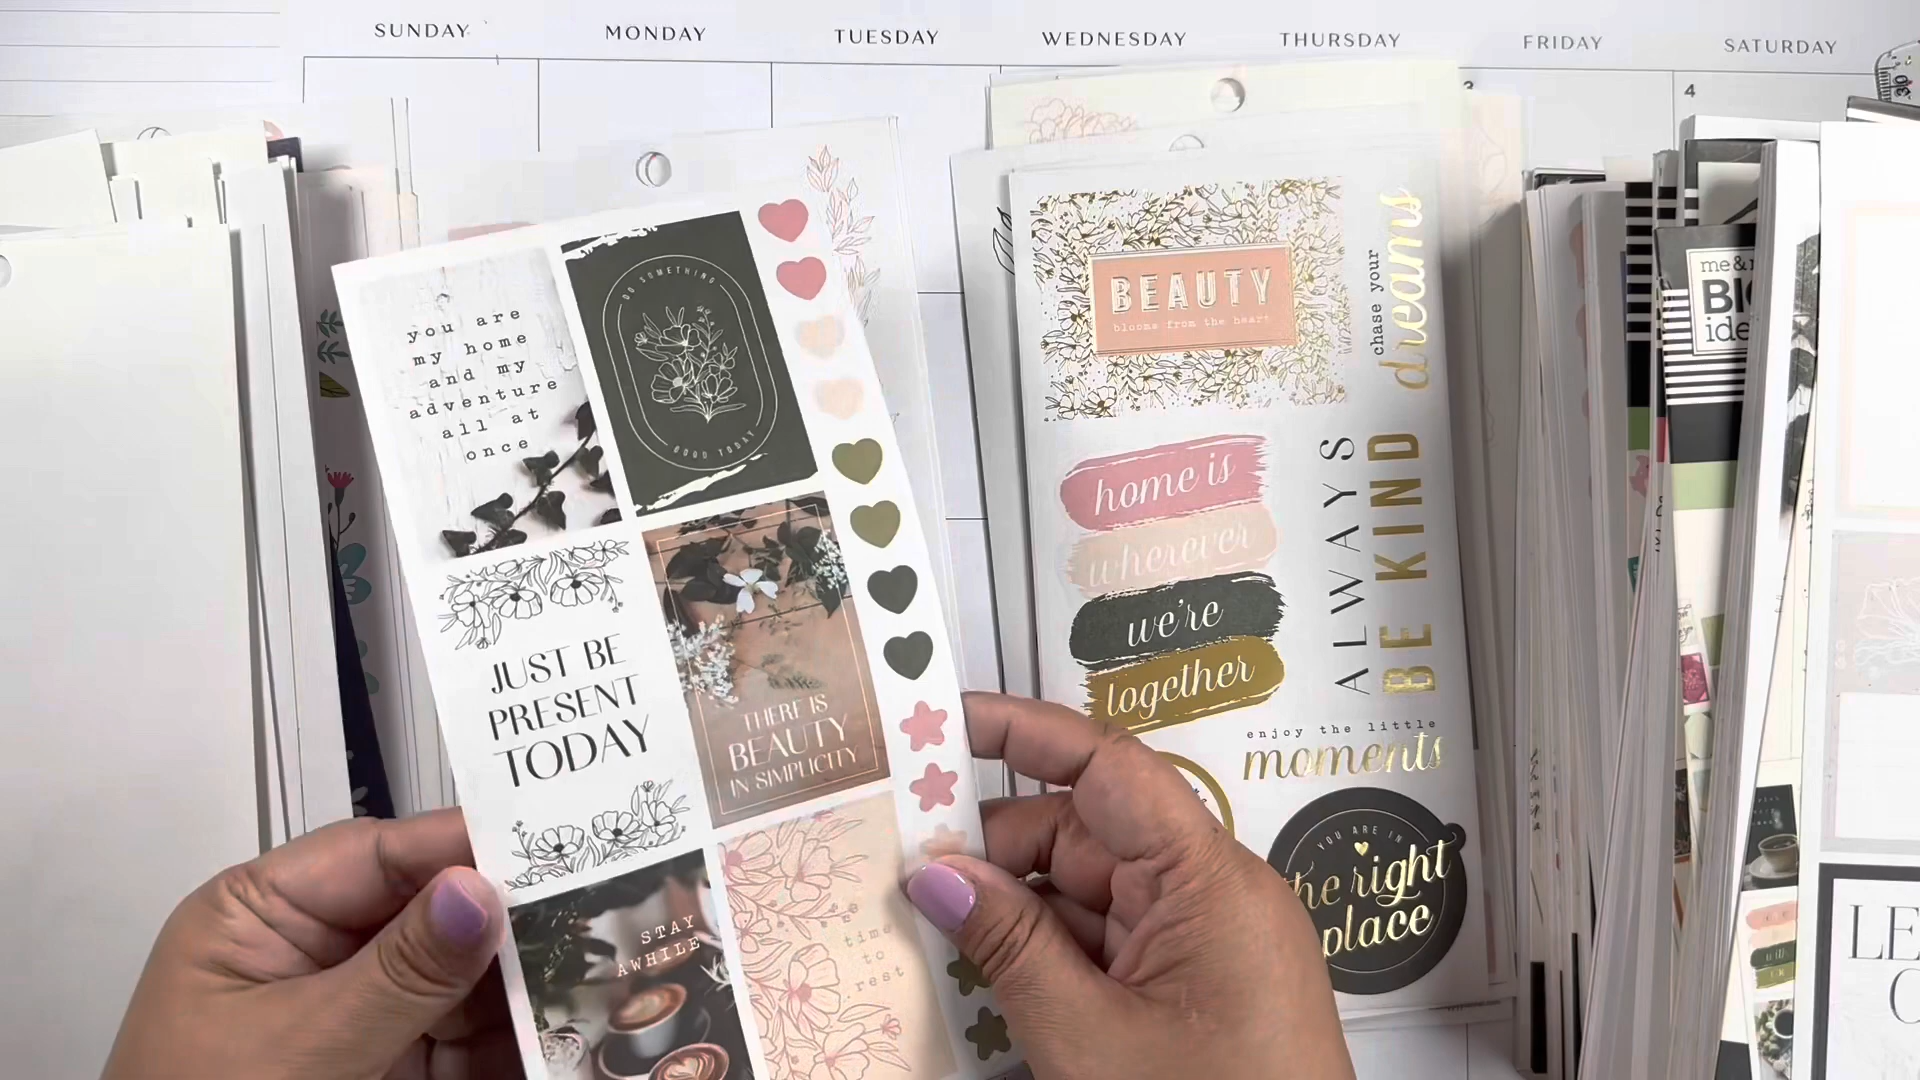 SUNDAY
MONDAY
TUESDAY
WEDNESDAY
THURSDAY
FRIDAY
SATURDAY
3
4
30
you are
my home
and my
adventure
all at
once
DO SOMETHING
GOOD TODAY
JUST BE
PRESENT
TODAY
THERE IS
BEAUTY
IN SIMPLICITY
STAY
AWHILE
time
to
rest
BEAUTY
blooms from the heart
chase your
dreams
home is
wherever
we're
together
ALWAYS
BE KIND
enjoy the little
moments
YOU ARE IN
the right
place
me &
BIG
ide
LE